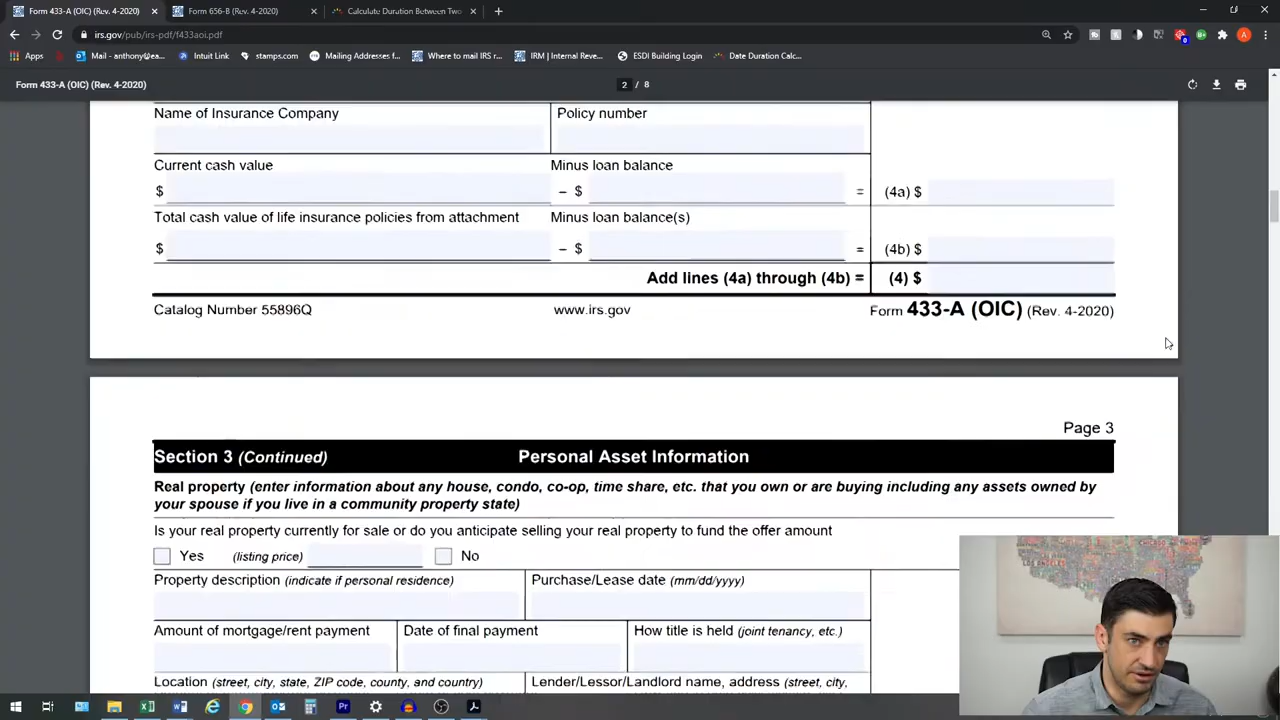 Form 433-A (OIC) (Rev. 4-2020)
Form 656-B (Rev. 4-2020)
Calculate Duration Between Two
irs.gov/pub/irs-pdf/f433aoi.pdf
A
Apps
Mail - anthony@ea...
Intuit Link
stamps.com
Mailing Addresses f...
Where to mail IRS r...
IRM | Internal Reve...
ESDI Building Login
Date Duration Calc...
Form 433-A (OIC) (Rev. 4-2020)
2 / 8
Name of Insurance Company
Policy number
Current cash value
Minus loan balance
$
– $
=
(4a) $
Total cash value of life insurance policies from attachment
Minus loan balance(s)
$
– $
=
(4b) $
Add lines (4a) through (4b) =
(4) $
Catalog Number 55896Q
www.irs.gov
Form 433-A (OIC) (Rev. 4-2020)
Page 3
Section 3 (Continued)
Personal Asset Information
Real property (enter information about any house, condo, co-op, time share, etc. that you own or are buying including any assets owned by
your spouse if you live in a community property state)
Is your real property currently for sale or do you anticipate selling your real property to fund the offer amount
Yes
(listing price)
No
Property description (indicate if personal residence)
Purchase/Lease date (mm/dd/yyyy)
Amount of mortgage/rent payment
Date of final payment
How title is held (joint tenancy, etc.)
Location (street, city, state, ZIP code, county, and country)
Lender/Lessor/Landlord name, address (street, city,